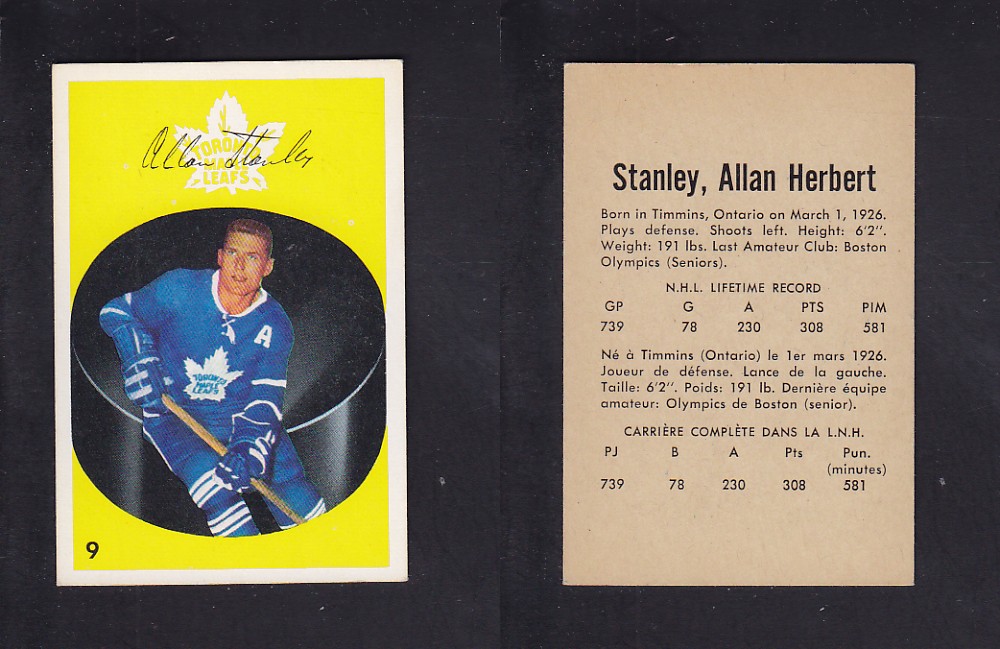 TORONTO
MAPLE
LEAFS
Allan Stanley
A
TORONTO
MAPLE
LEAFS
9
Stanley, Allan Herbert
Born in Timmins, Ontario on March 1, 1926.
Plays defense. Shoots left. Height: 6'2".
Weight: 191 lbs. Last Amateur Club: Boston
Olympics (Seniors).
N.H.L. LIFETIME RECORD
GP G A PTS PIM
739 78 230 308 581
Né à Timmins (Ontario) le 1er mars 1926.
Joueur de défense. Lance de la gauche.
Taille: 6'2". Poids: 191 lb. Dernière équipe
amateur: Olympics de Boston (senior).
CARRIÈRE COMPLÈTE DANS LA L.N.H.
PJ B A Pts Pun.
(minutes)
739 78 230 308 581